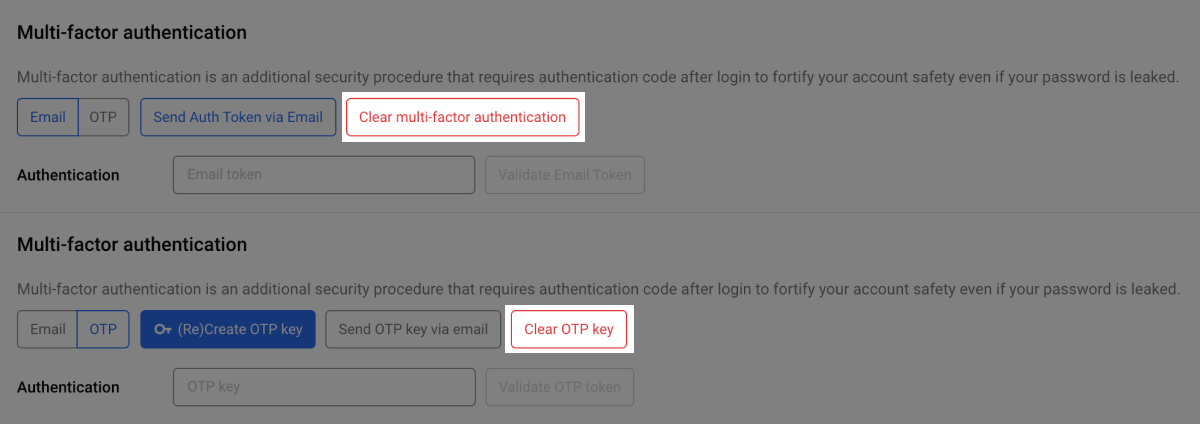 Multi-factor authentication
Multi-factor authentication is an additional security procedure that requires authentication code after login to fortify your account safety even if your password is leaked.
Email OTP Send Auth Token via Email Clear multi-factor authentication
Authentication Email token Validate Email Token
Multi-factor authentication
Multi-factor authentication is an additional security procedure that requires authentication code after login to fortify your account safety even if your password is leaked.
Email OTP (Re)Create OTP key Send OTP key via email Clear OTP key
Authentication OTP key Validate OTP token